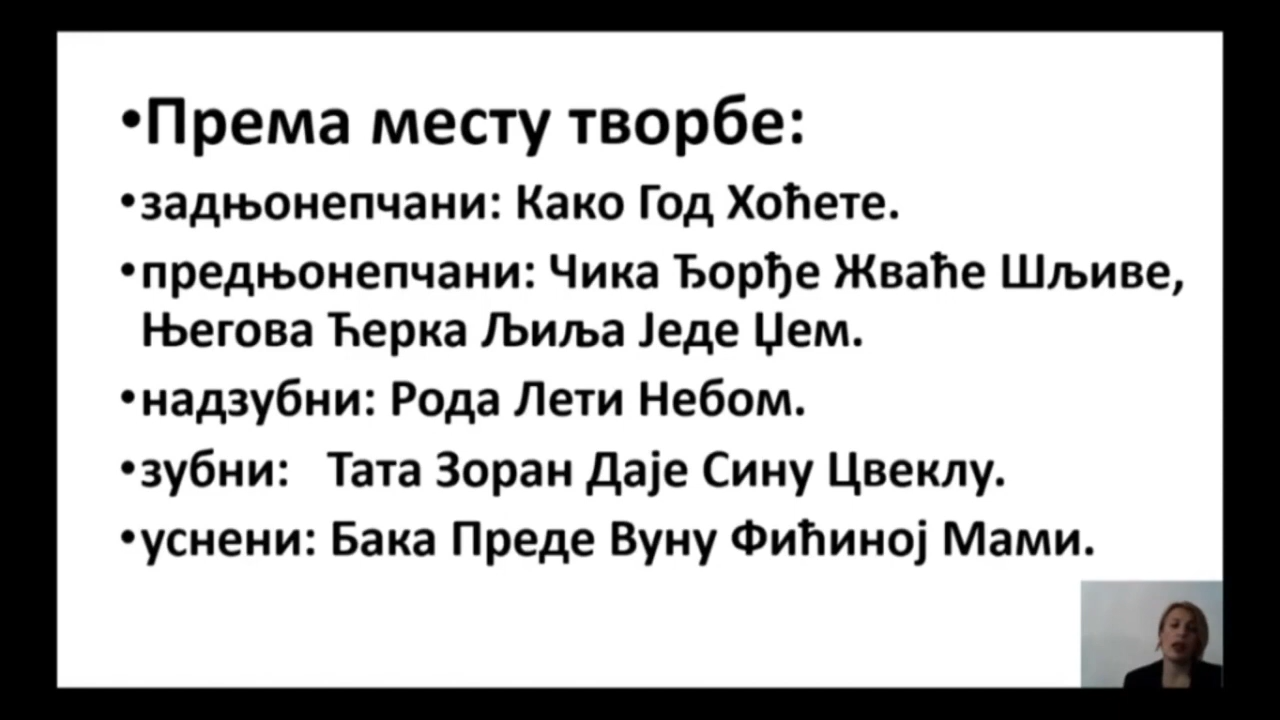 •Према месту творбе:
•задњонепчани: Како Год Хоћете.
•предњонепчани: Чика Ђорђе Жваће Шљиве,
Његова Ћерка Љиља Једе Џем.
•надзубни: Рода Лети Небом.
•зубни: Тата Зоран Даје Сину Цвеклу.
•уснени: Бака Преде Вуну Фићиној Мами.